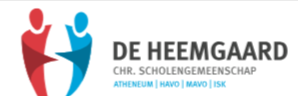 DE HEEMGAARD
CHR. SCHOLENGEMEENSCHAP
ATHENEUM | HAVO | MAVO | ISK